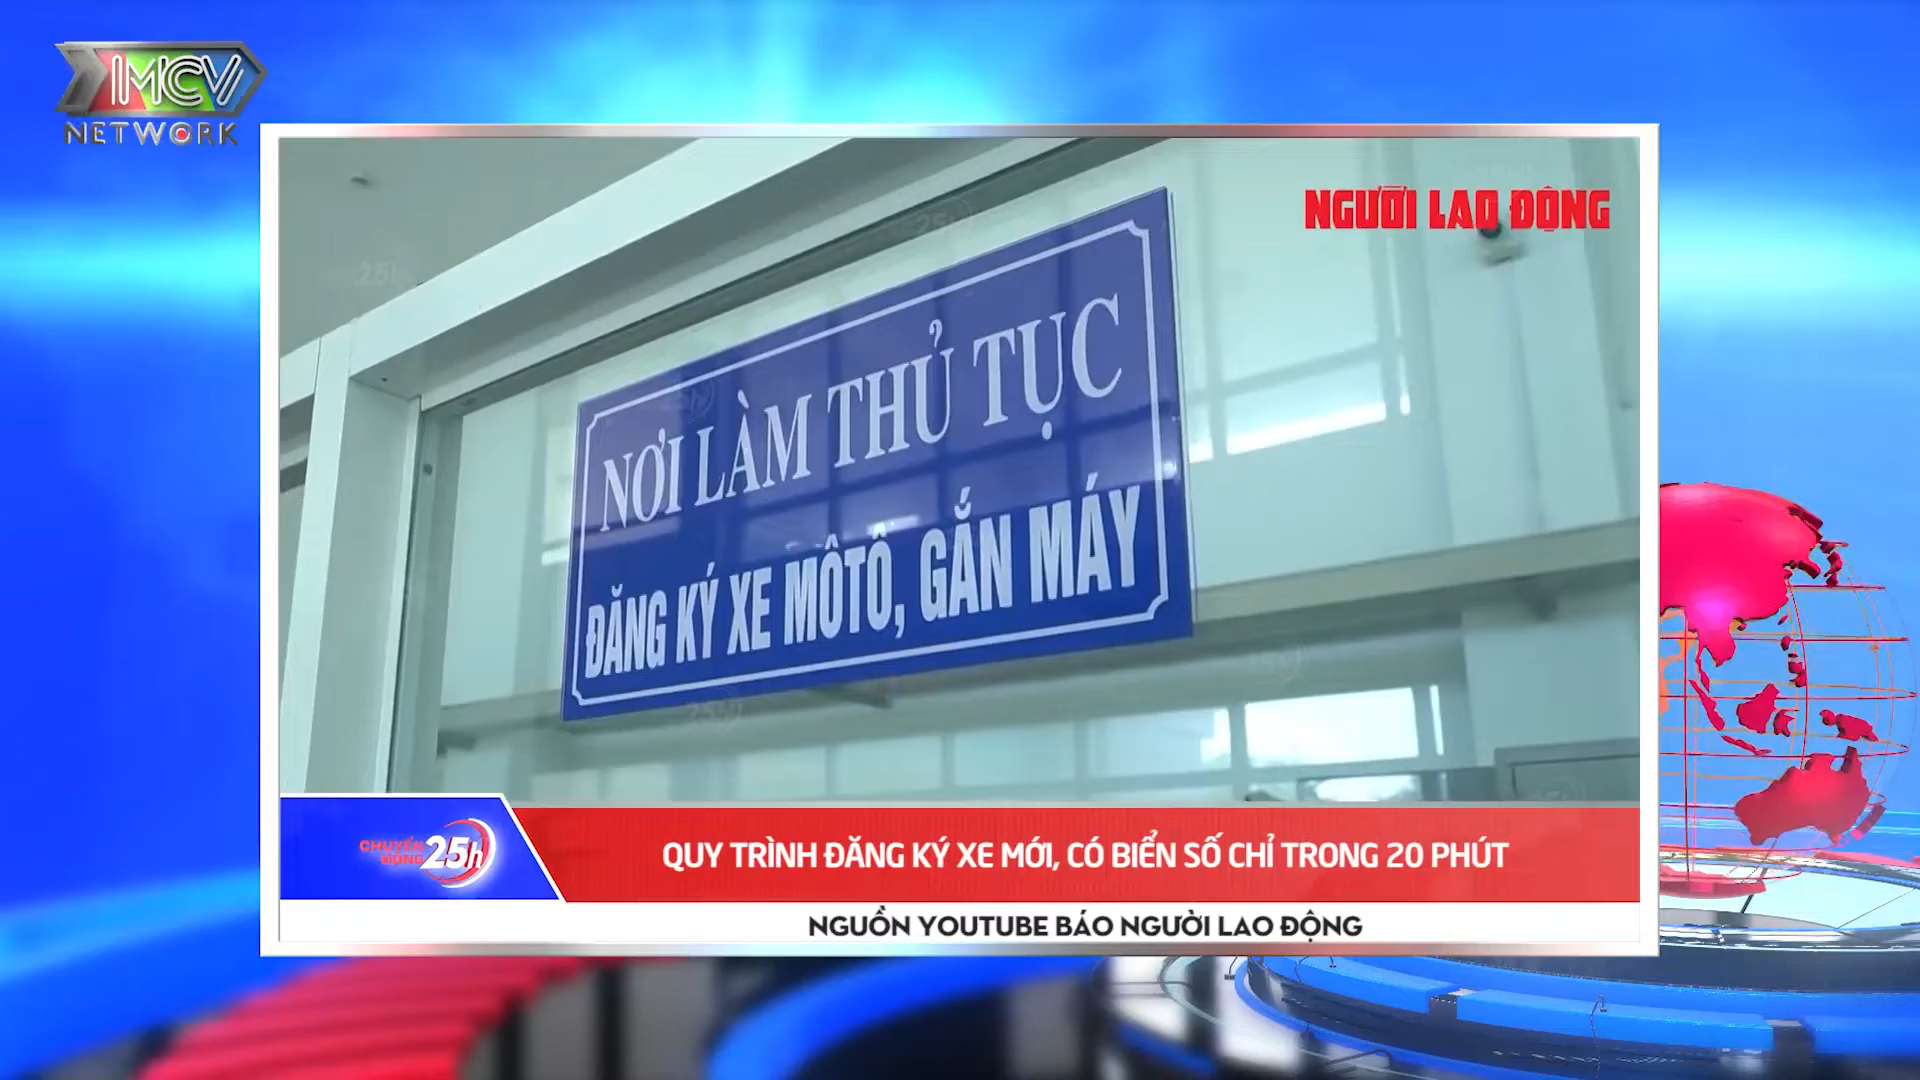 MCV
NETWORK
NGƯỜI LAO ĐỘNG
NƠI LÀM THỦ TỤC
ĐĂNG KÝ XE MÔTÔ, GẮN MÁY
CHUYỂN
ĐỘNG
25h
QUY TRÌNH ĐĂNG KÝ XE MỚI, CÓ BIỂN SỐ CHỈ TRONG 20 PHÚT
NGUỒN YOUTUBE BÁO NGƯỜI LAO ĐỘNG